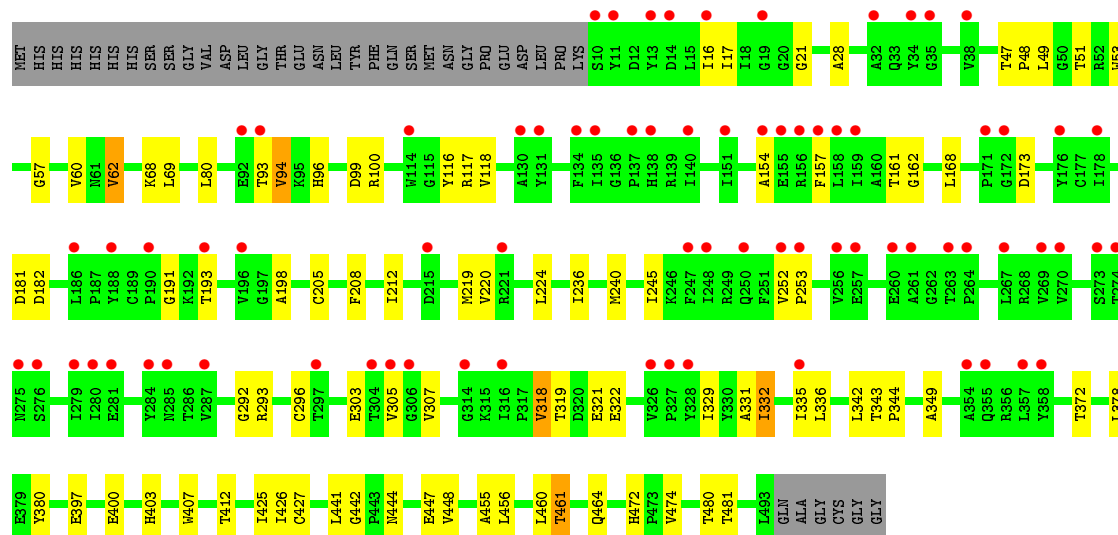 MET HIS HIS HIS HIS HIS HIS SER SER GLY VAL ASP LEU GLY THR GLU ASN LEU TYR PHE GLN SER MET ASN GLY PRO GLU ASP LEU PRO LYS S10 Y11 D12 Y13 D14 L15 I16 I17 I18 G19 G20 G21 A28 A32 Q33 Y34 G35 V38 T47 P48 L49 G50 T51 R52 W53
G57 V60 N61 V62 K68 L69 L80 E92 T93 V94 K95 H96 D99 R100 W114 G115 Y116 R117 V118 A130 Y131 F134 I135 G136 P137 H138 R139 I140 I151 A154 E155 R156 F157 L158 I159 A160 T161 G162 L168 P171 G172 D173 Y176 C177 I178
D181 D182 L186 P187 Y188 C189 P190 G191 K192 T193 V196 G197 A198 C205 F208 I212 D215 M219 V220 R221 L224 I236 M240 I245 K246 F247 I248 R249 Q250 F251 V252 P253 V256 E257 E260 A261 G262 T263 P264 L267 R268 V269 V270 S273 T274
N275 S276 I279 I280 E281 Y284 N285 T286 V287 G292 R293 C296 T297 E303 T304 T305 G306 V307 G314 K315 I316 P317 V318 T319 D320 E321 E322 V326 P327 Y328 I329 Y330 A331 I332 I335 L336 L342 T343 P344 A349 A354 Q355 R356 L357 Y358 T372
E379 Y380 E397 E400 H403 W407 T412 I425 I426 C427 L441 G442 P443 N444 E447 V448 A455 L456 L460 T461 Q464 H472 P473 V474 T480 T481 L493 GLN ALA GLY CYS GLY GLY